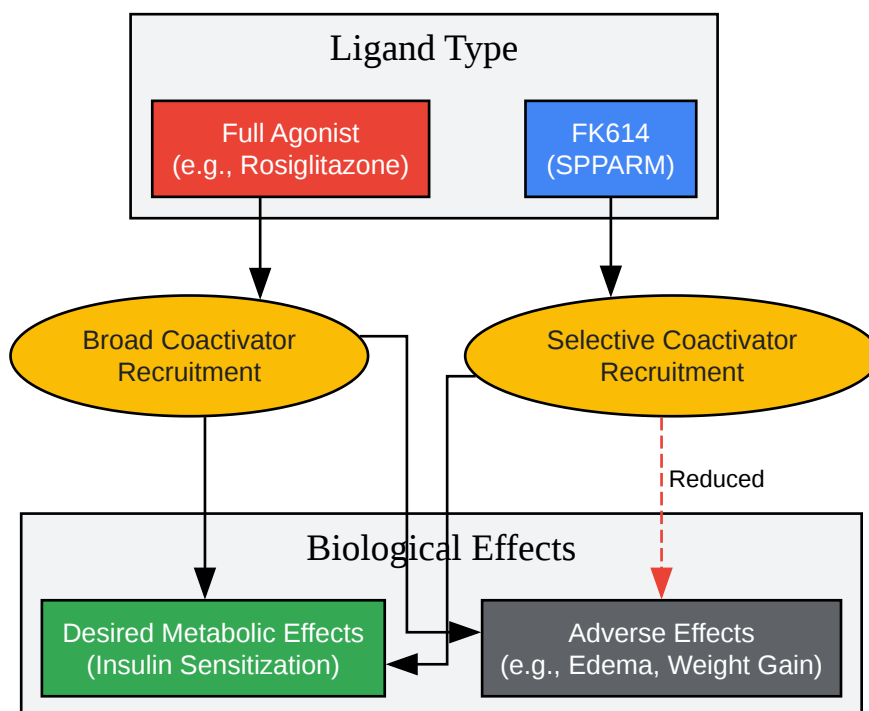 Ligand Type
Full Agonist
(e.g., Rosiglitazone)
FK614
(SPPARM)
Broad Coactivator
Recruitment
Selective Coactivator
Recruitment
Reduced
Biological Effects
Desired Metabolic Effects
(Insulin Sensitization)
Adverse Effects
(e.g., Edema, Weight Gain)